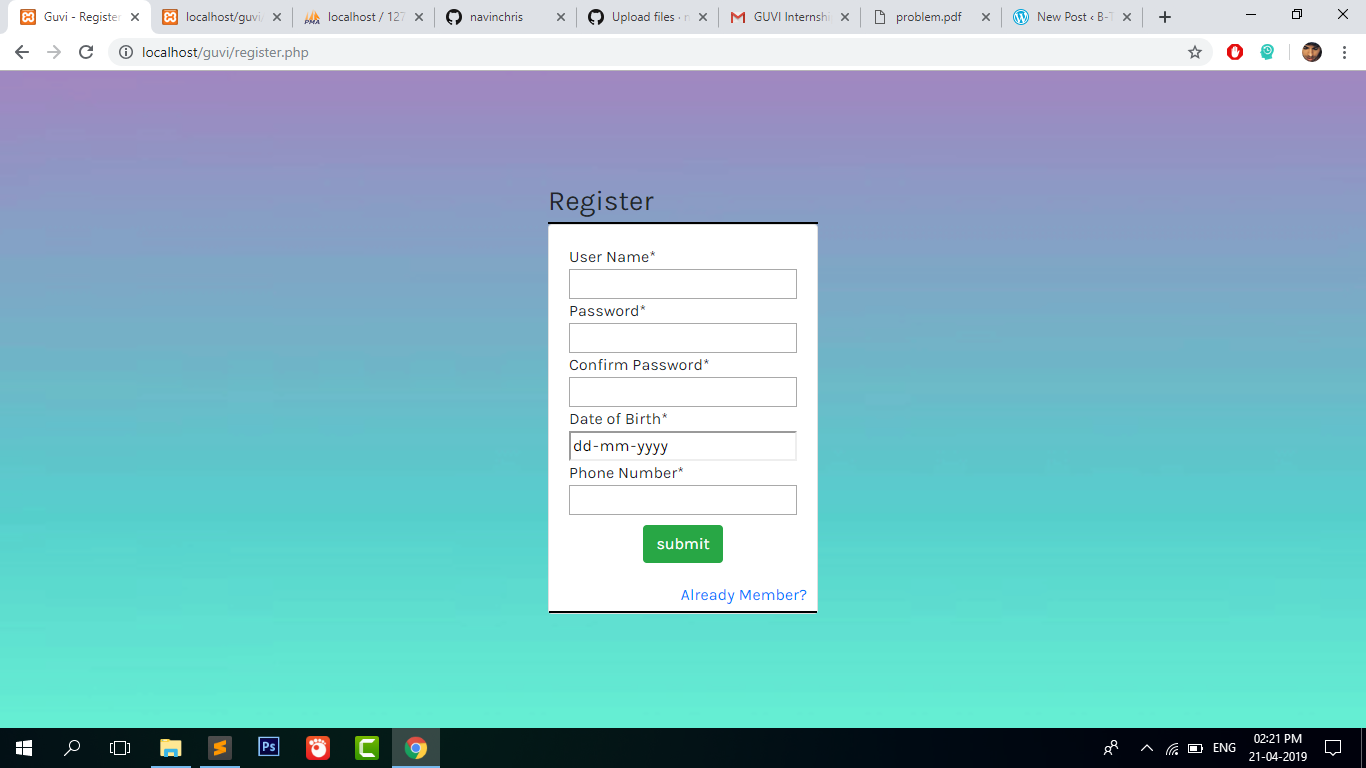 Guvi - Register
localhost/guvi/
localhost / 127
navinchris
Upload files · n
GUVI Internshi
problem.pdf
New Post ‹ B-T
localhost/guvi/register.php
Register
User Name*
Password*
Confirm Password*
Date of Birth*
dd-mm-yyyy
Phone Number*
submit
Already Member?
PMA
Ps
ENG
02:21 PM
21-04-2019